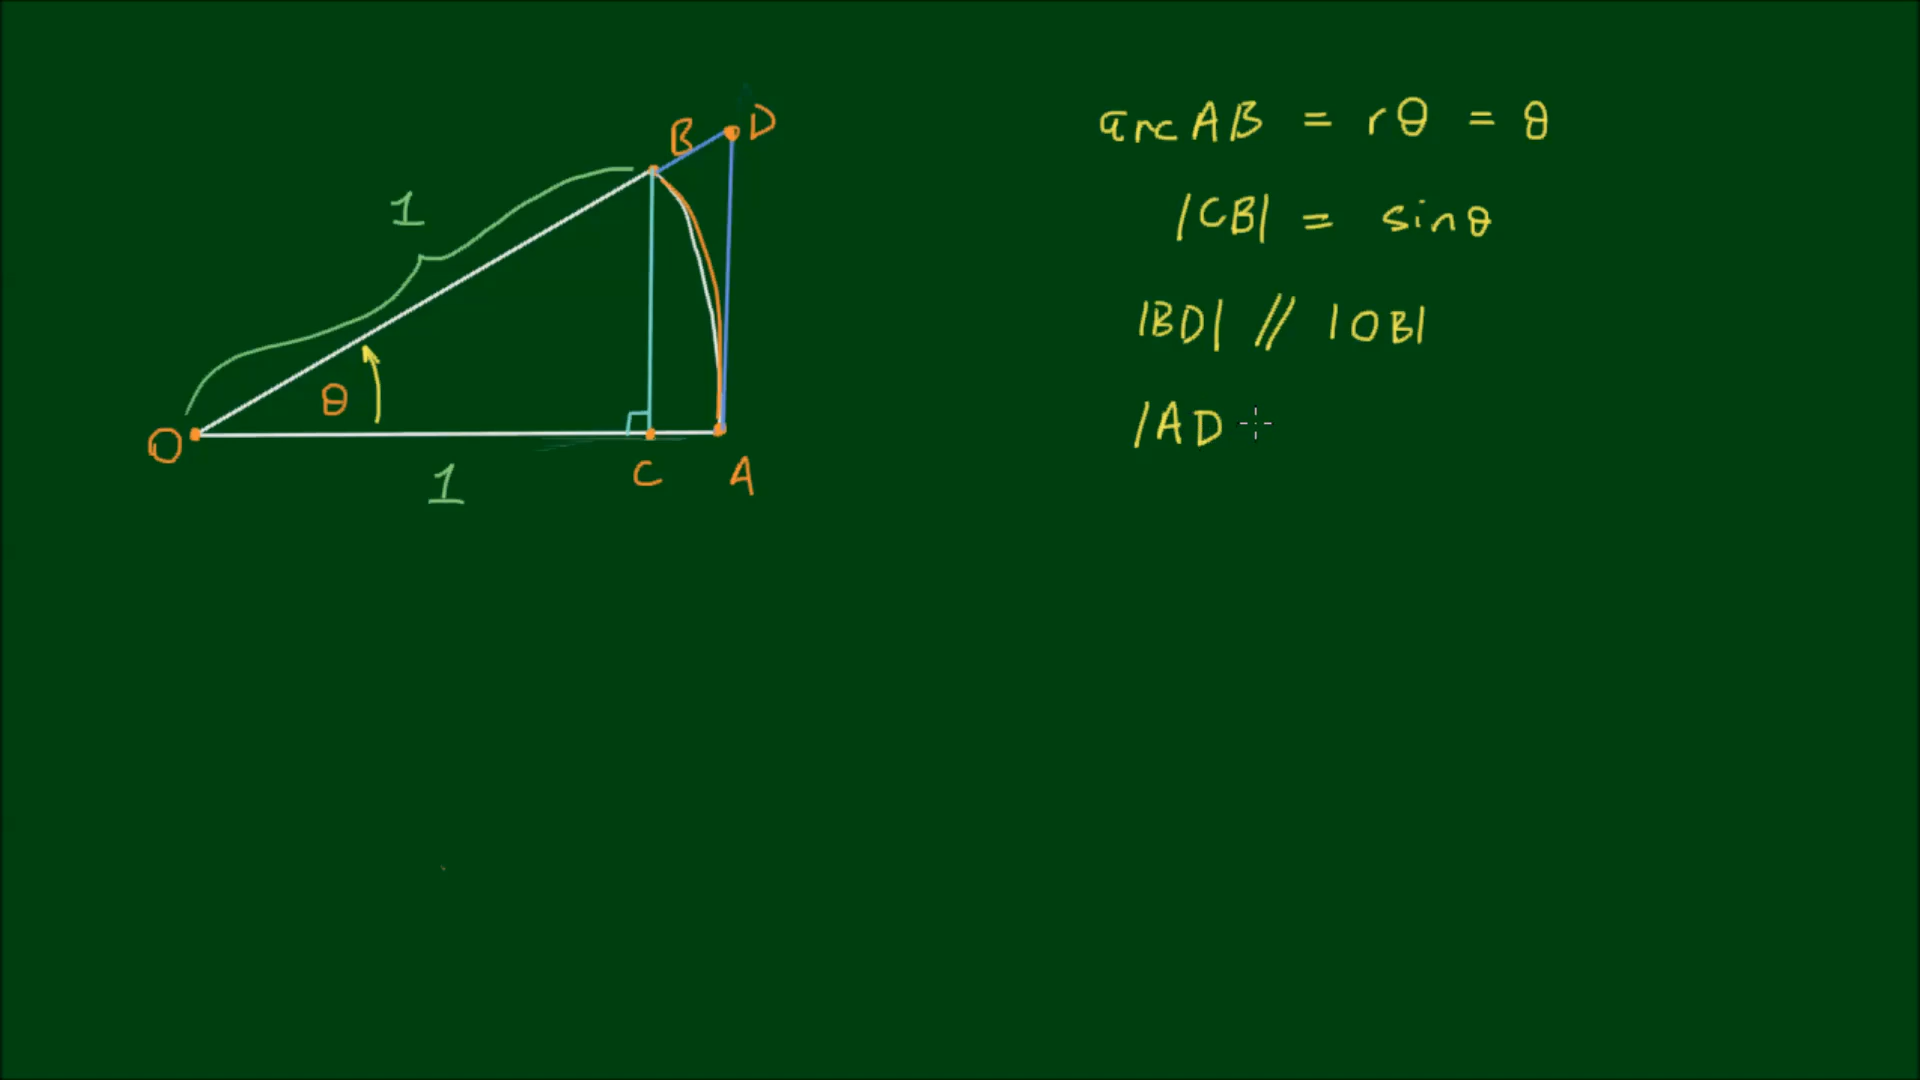 B D
1
θ
O
C A
1
arc AB = rθ = θ
|CB| = sinθ
|BD| // |OB|
|AD